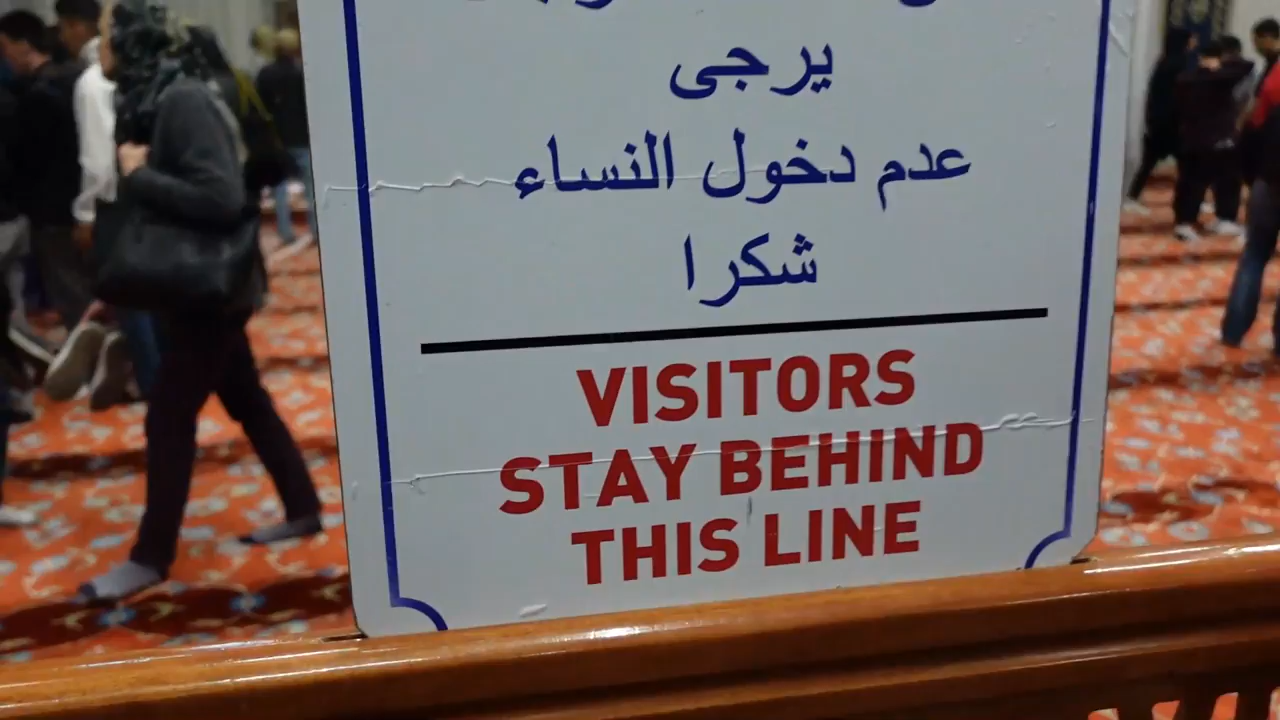 يرجى
عدم دخول النساء
شكرا
VISITORS
STAY BEHIND
THIS LINE